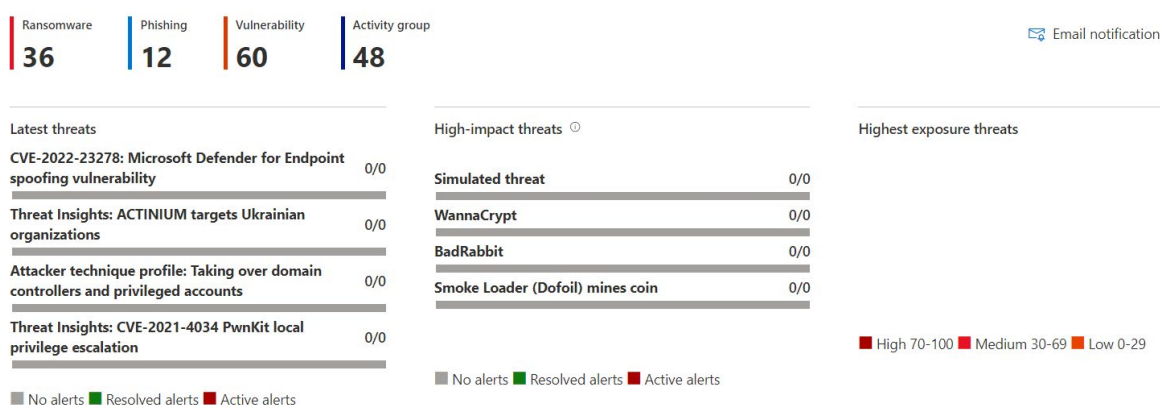 Ransomware
36
Phishing
12
Vulnerability
60
Activity group
48
Email notification
Latest threats
CVE-2022-23278: Microsoft Defender for Endpoint
spoofing vulnerability
0/0
Threat Insights: ACTINIUM targets Ukrainian
organizations
0/0
Attacker technique profile: Taking over domain
controllers and privileged accounts
0/0
Threat Insights: CVE-2021-4034 PwnKit local
privilege escalation
0/0
No alerts Resolved alerts Active alerts
High-impact threats
Simulated threat 0/0
WannaCrypt 0/0
BadRabbit 0/0
Smoke Loader (Dofoil) mines coin 0/0
No alerts Resolved alerts Active alerts
Highest exposure threats
High 70-100 Medium 30-69 Low 0-29